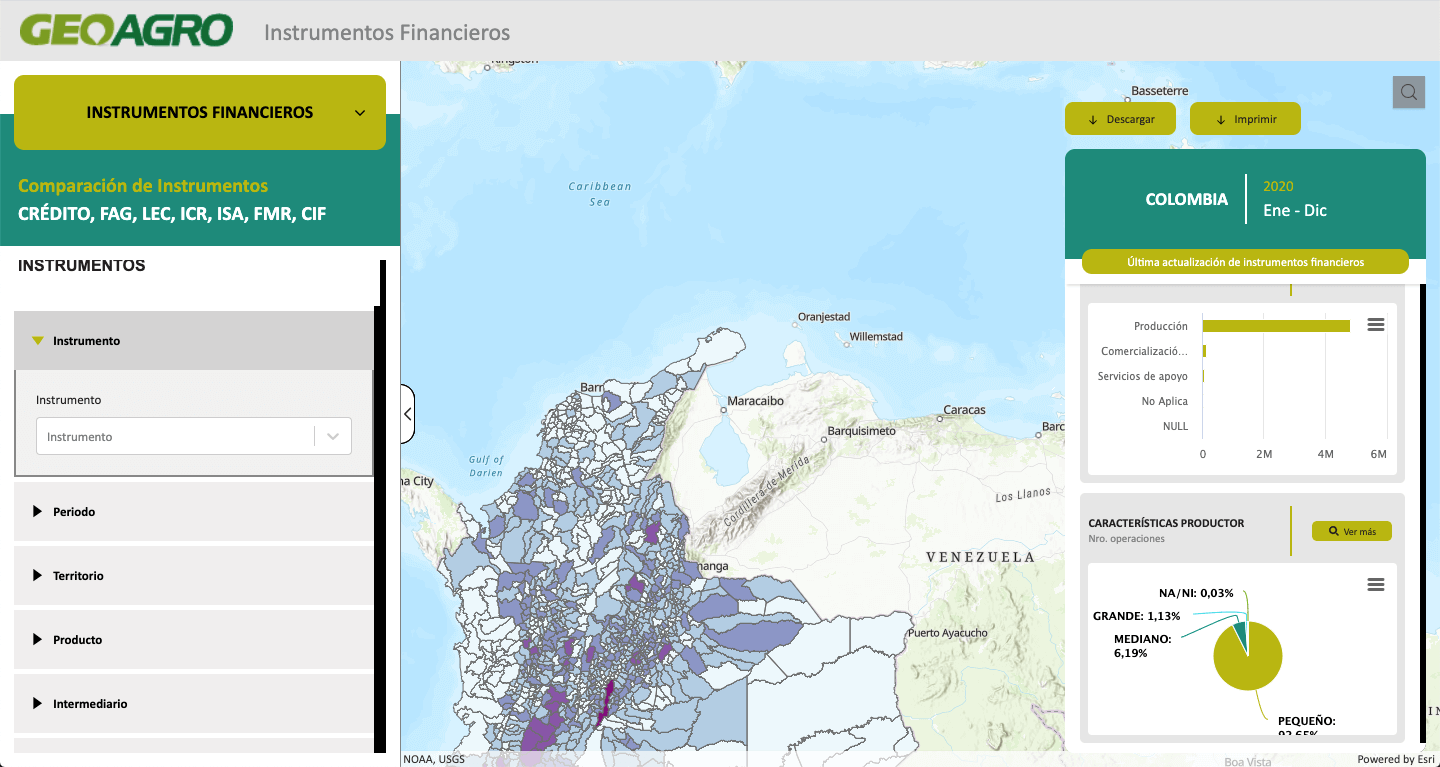 GEOAGRO
Instrumentos Financieros
INSTRUMENTOS FINANCIEROS
Comparación de Instrumentos
CRÉDITO, FAG, LEC, ICR, ISA, FMR, CIF
INSTRUMENTOS
Instrumento
Instrumento
Instrumento
Periodo
Territorio
Producto
Intermediario
Kingston
Basseterre
Caribbean
Sea
Oranjestad
Willemstad
Barr
Maracaibo
Caracas
Barquisimeto
Barc
Gulf of
Darien
na City
Cordillera de Merida
Los Llanos
VENEZUELA
manga
Puerto Ayacucho
Boa Vista
NOAA, USGS
Powered by Esri
Descargar
Imprimir
COLOMBIA
2020
Ene - Dic
Última actualización de instrumentos financieros
Producción
Comercializació...
Servicios de apoyo
No Aplica
NULL
0 2M 4M 6M
CARACTERÍSTICAS PRODUCTOR
Nro. operaciones
Ver más
NA/NI: 0,03%
GRANDE: 1,13%
MEDIANO:
6,19%
PEQUEÑO:
92,65%